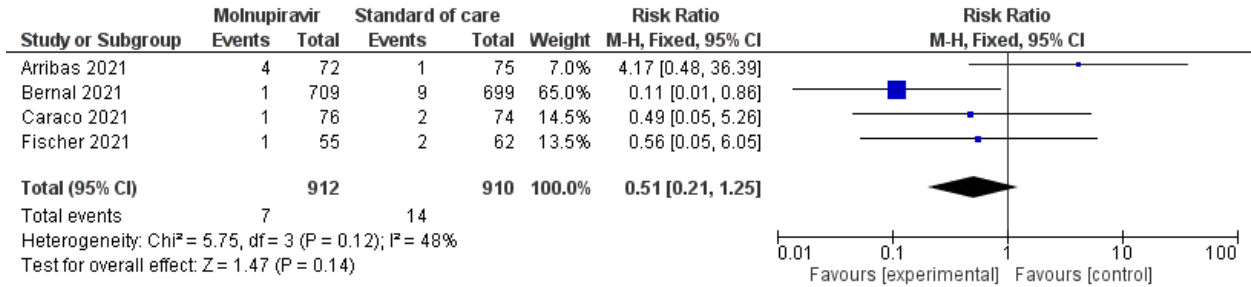 Molnupiravir Standard of care Risk Ratio Risk Ratio
Study or Subgroup Events Total Events Total Weight M-H, Fixed, 95% CI M-H, Fixed, 95% CI
Arribas 2021 4 72 1 75 7.0% 4.17 [0.48, 36.39]
Bernal 2021 1 709 9 699 65.0% 0.11 [0.01, 0.86]
Caraco 2021 1 76 2 74 14.5% 0.49 [0.05, 5.26]
Fischer 2021 1 55 2 62 13.5% 0.56 [0.05, 6.05]
Total (95% CI) 912 910 100.0% 0.51 [0.21, 1.25]
Total events 7 14
Heterogeneity: Chi² = 5.75, df = 3 (P = 0.12); I² = 48%
Test for overall effect: Z = 1.47 (P = 0.14)
0.01 0.1 1 10 100
Favours [experimental] Favours [control]